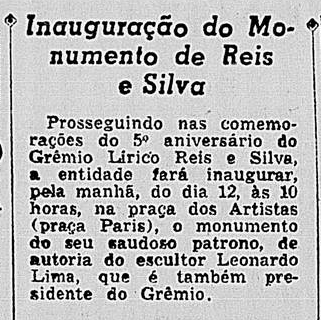 Inauguração do Mo-
numento de Reis
e Silva
Prosseguindo nas comemo-
rações do 5º aniversário do
Grêmio Lírico Reis e Silva,
a entidade fará inaugurar,
pela manhã, do dia 12, às 10
horas, na praça dos Artistas
(praça Paris), o monumento
do seu saudoso patrono, de
autoria do escultor Leonardo
Lima, que é também pre-
sidente do Grêmio.